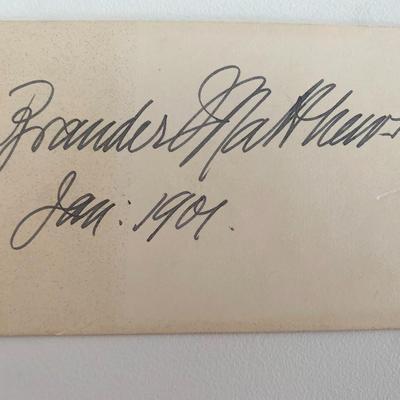 Brander Matthews
Jan: 1901.